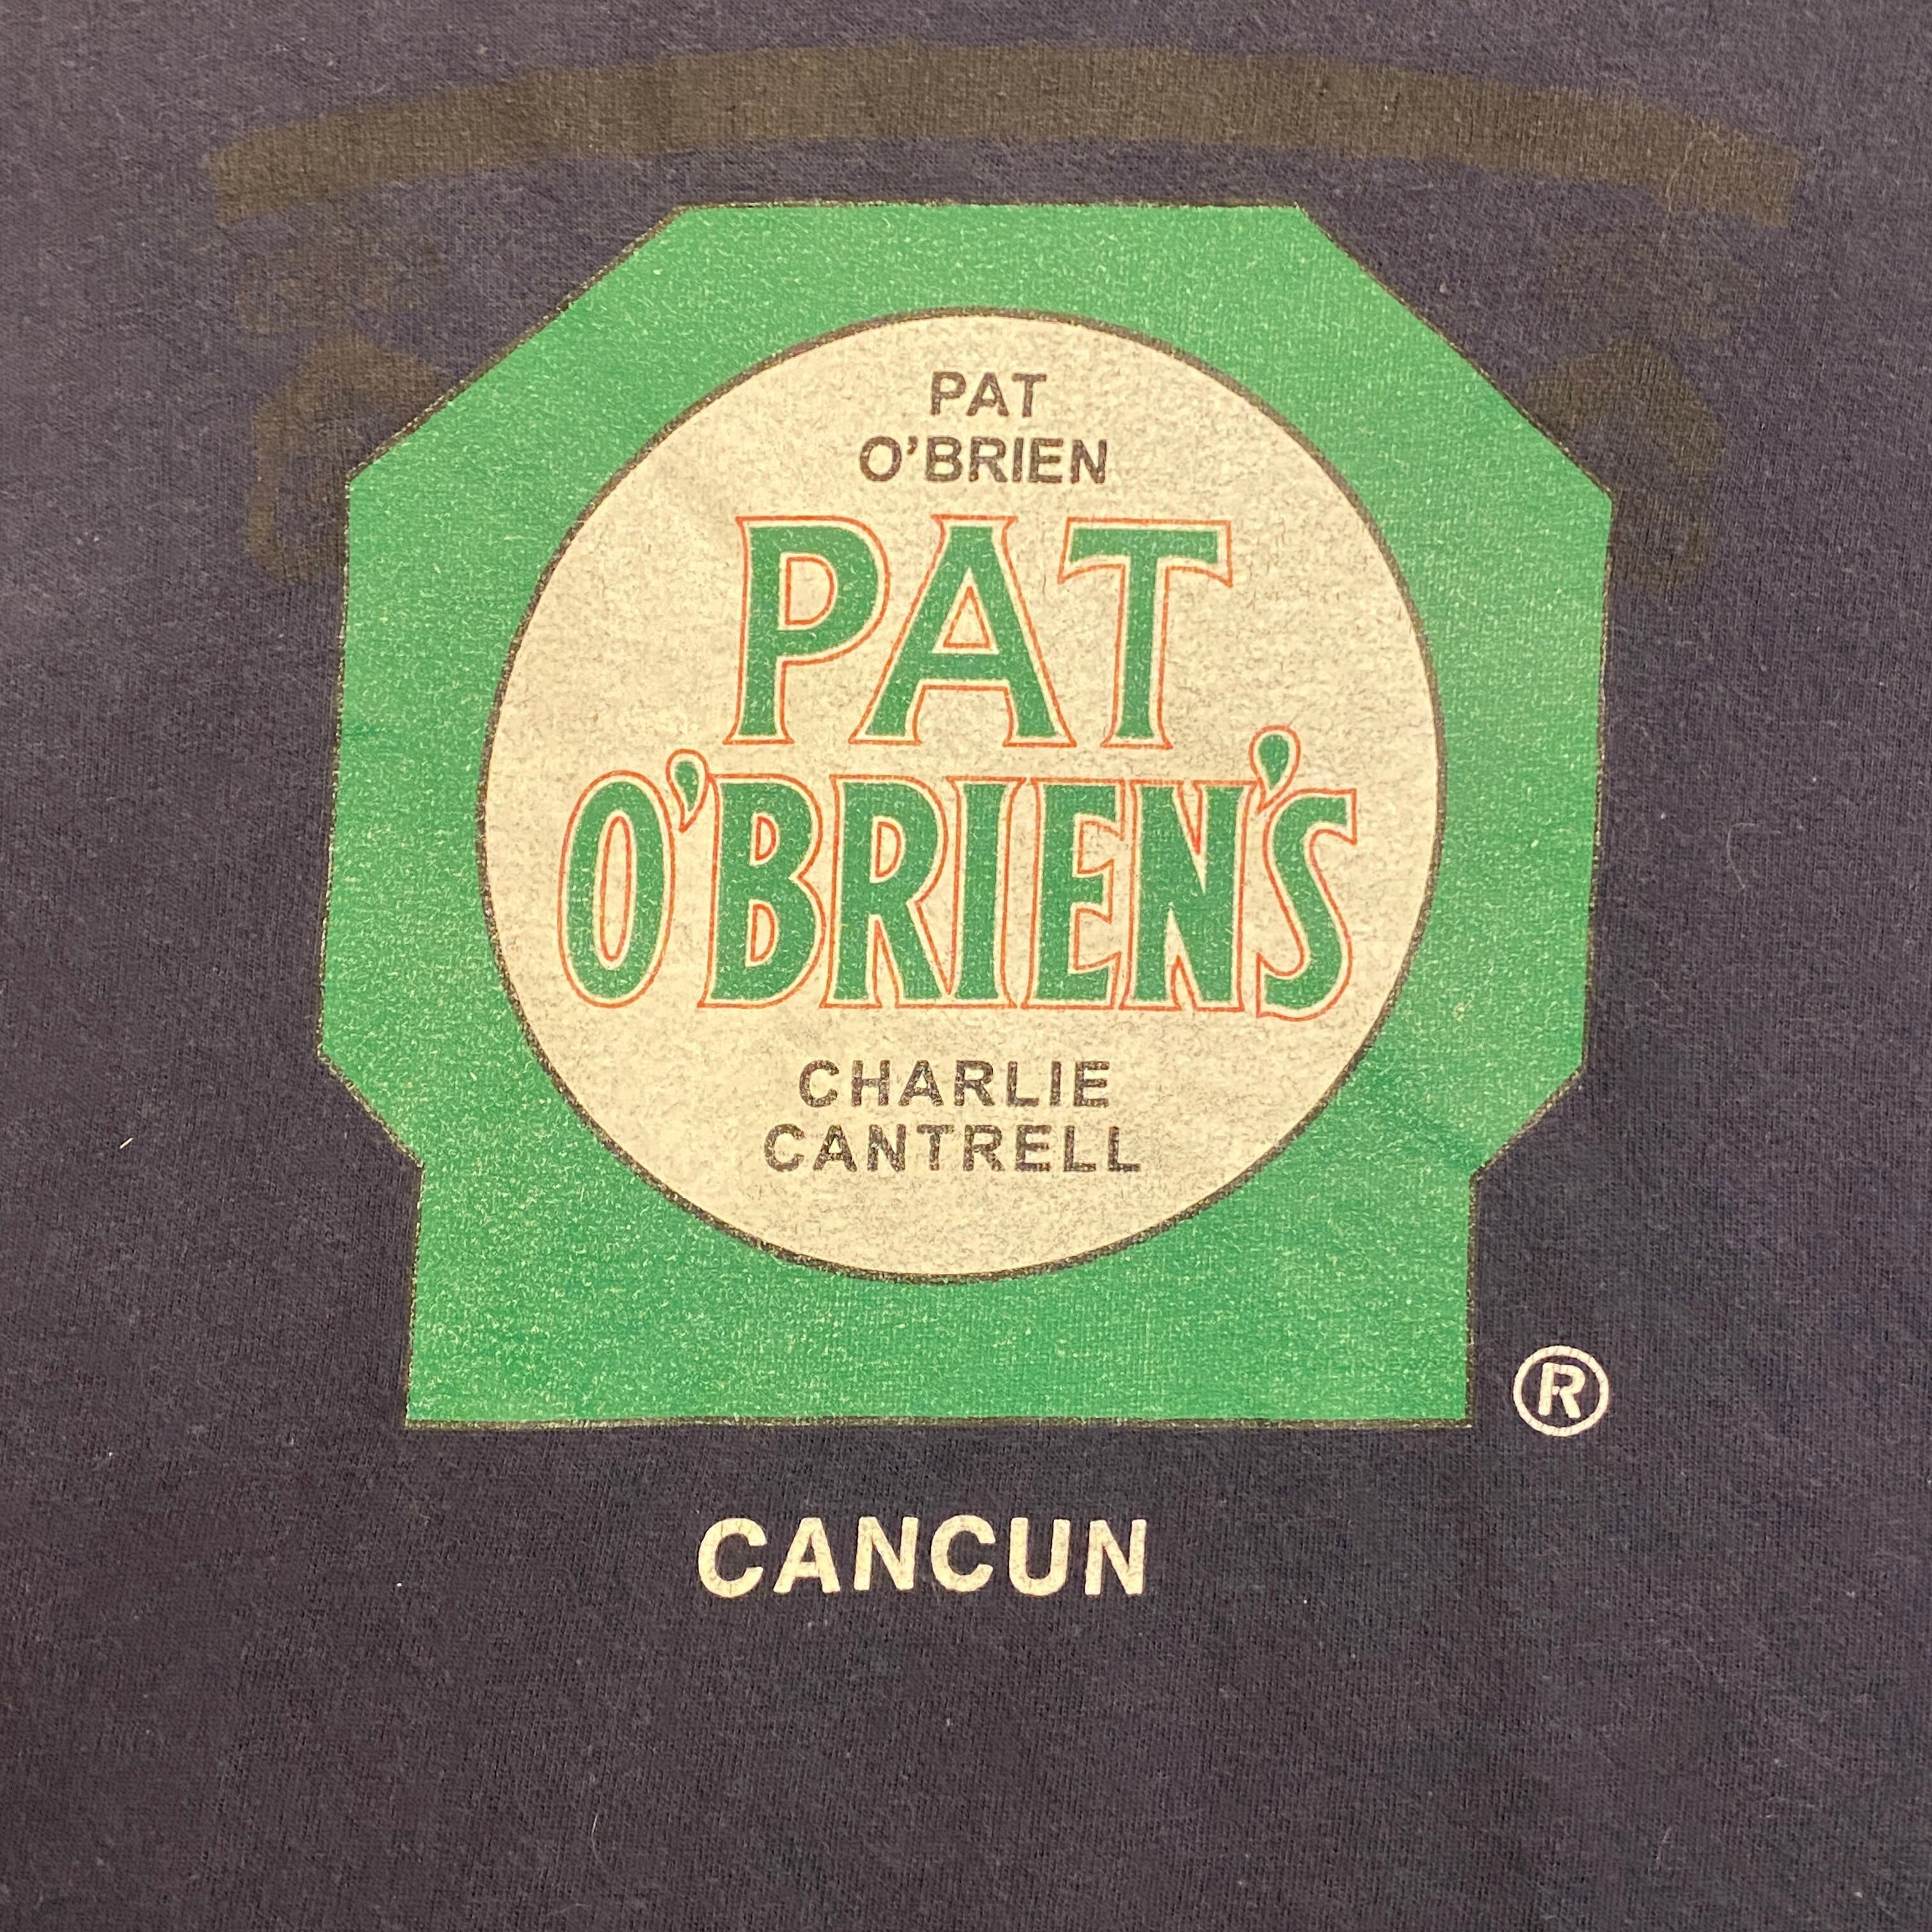 PAT
O'BRIEN
PAT
O'BRIEN'S
CHARLIE
CANTRELL
®
CANCUN